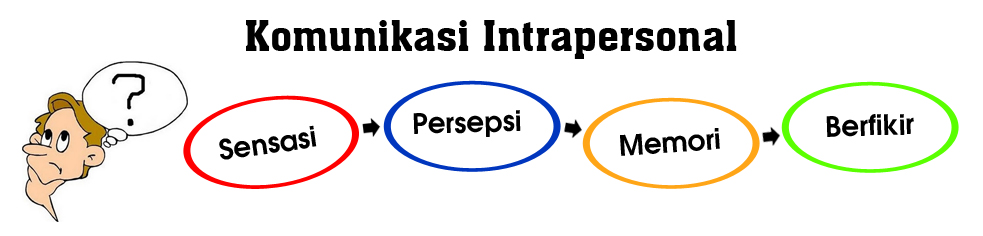 Komunikasi Intrapersonal
?
Sensasi
Persepsi
Memori
Berfikir